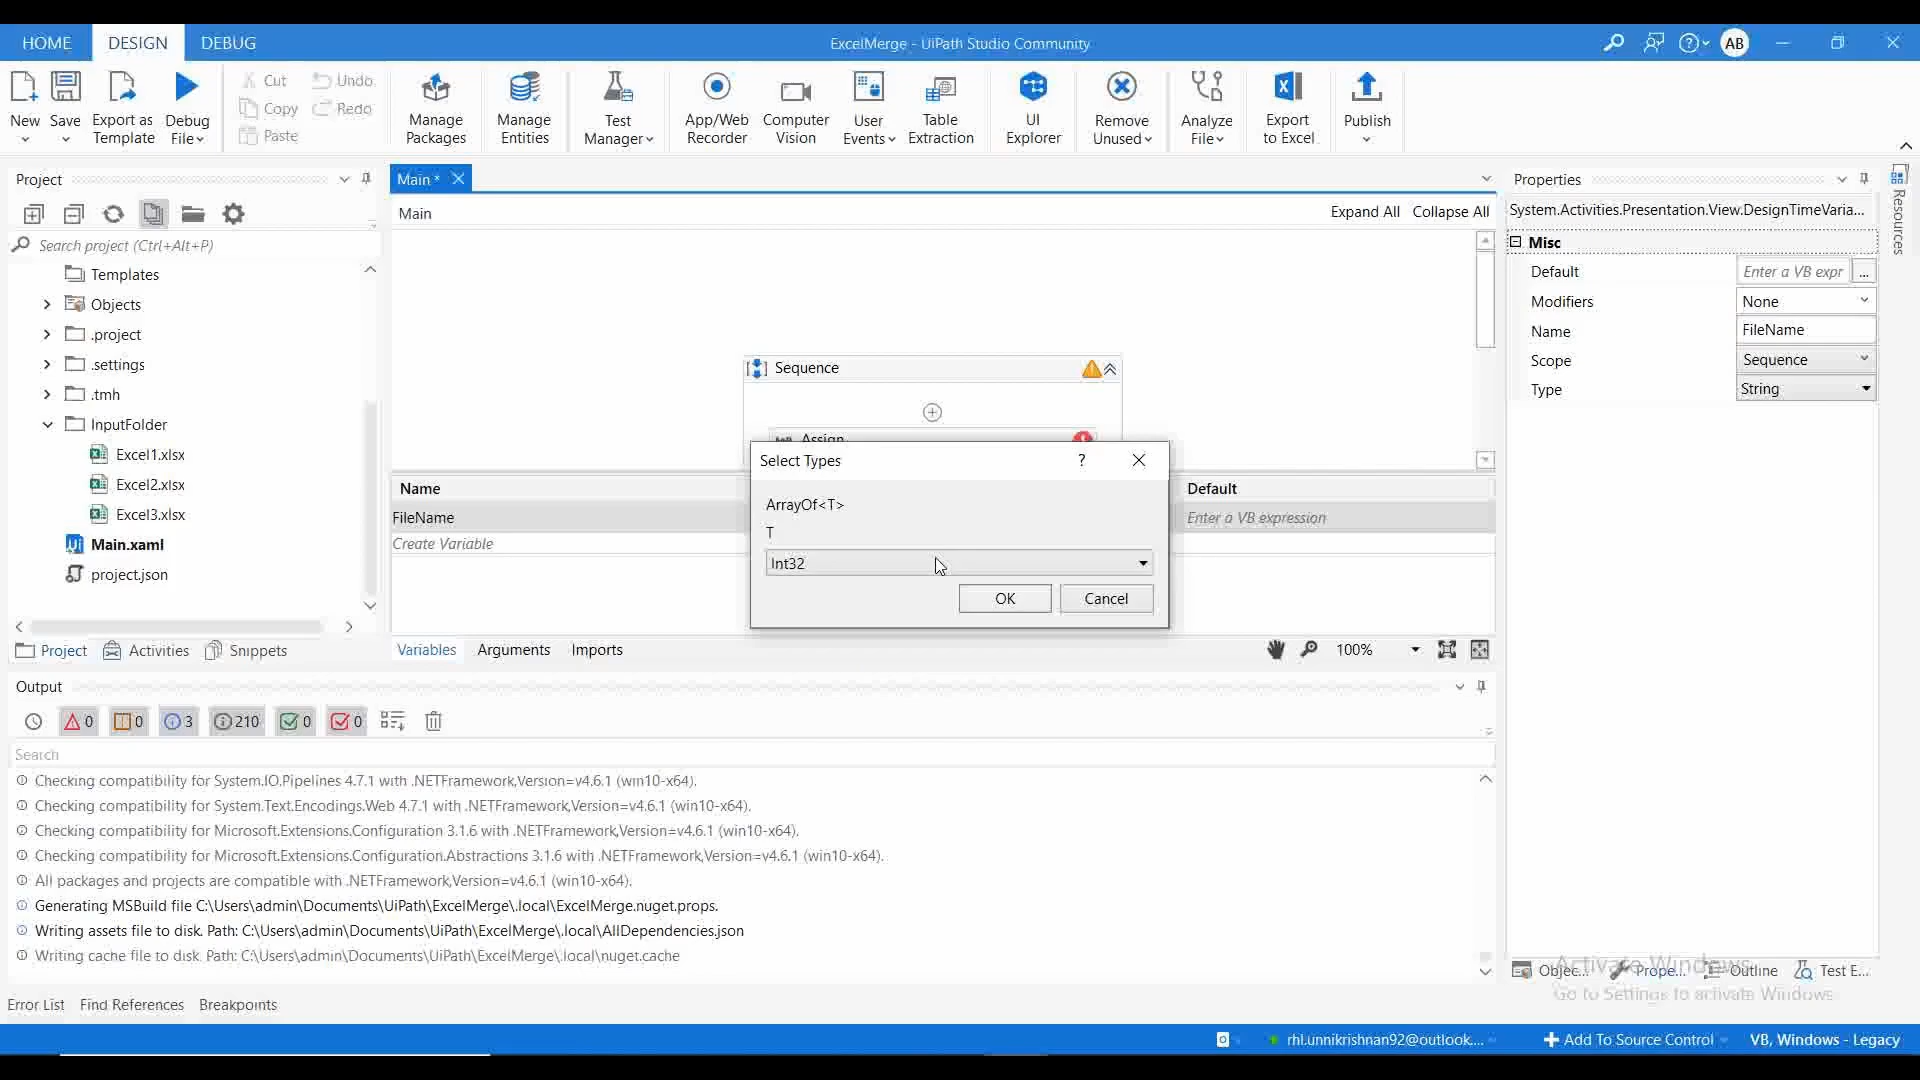 HOME DESIGN DEBUG
ExcelMerge - UiPath Studio Community
AB
New
Save
Export as Template
Debug File
Cut
Copy
Paste
Undo
Redo
Manage Packages
Manage Entities
Test Manager
App/Web Recorder
Computer Vision
User Events
Table Extraction
UI Explorer
Remove Unused
Analyze File
Export to Excel
Publish
Project
Search project (Ctrl+Alt+P)
Templates
Objects
.project
.settings
.tmh
InputFolder
Excel1.xlsx
Excel2.xlsx
Excel3.xlsx
Main.xaml
project.json
Project Activities Snippets
Main *
Main
Expand All Collapse All
Sequence
Assign
Name Default
FileName Enter a VB expression
Create Variable
Select Types ?
ArrayOf<T>
T
Int32
OK Cancel
Variables Arguments Imports
100%
Properties
System.Activities.Presentation.View.DesignTimeVaria...
Misc
Default Enter a VB expr ...
Modifiers None
Name FileName
Scope Sequence
Type String
Resources
Output
0 0 3 210 0 0
Search
Checking compatibility for System.IO.Pipelines 4.7.1 with .NETFramework,Version=v4.6.1 (win10-x64).
Checking compatibility for System.Text.Encodings.Web 4.7.1 with .NETFramework,Version=v4.6.1 (win10-x64).
Checking compatibility for Microsoft.Extensions.Configuration 3.1.6 with .NETFramework,Version=v4.6.1 (win10-x64).
Checking compatibility for Microsoft.Extensions.Configuration.Abstractions 3.1.6 with .NETFramework,Version=v4.6.1 (win10-x64).
All packages and projects are compatible with .NETFramework,Version=v4.6.1 (win10-x64).
Generating MSBuild file C:\Users\admin\Documents\UiPath\ExcelMerge\.local\ExcelMerge.nuget.props.
Writing assets file to disk. Path: C:\Users\admin\Documents\UiPath\ExcelMerge\.local\AllDependencies.json
Writing cache file to disk. Path: C:\Users\admin\Documents\UiPath\ExcelMerge\.local\nuget.cache
Objec... Prope... Outline Test E...
Activate Windows
Go to Settings to activate Windows.
Error List Find References Breakpoints
rhl.unnikrishnan92@outlook.... Add To Source Control VB, Windows - Legacy